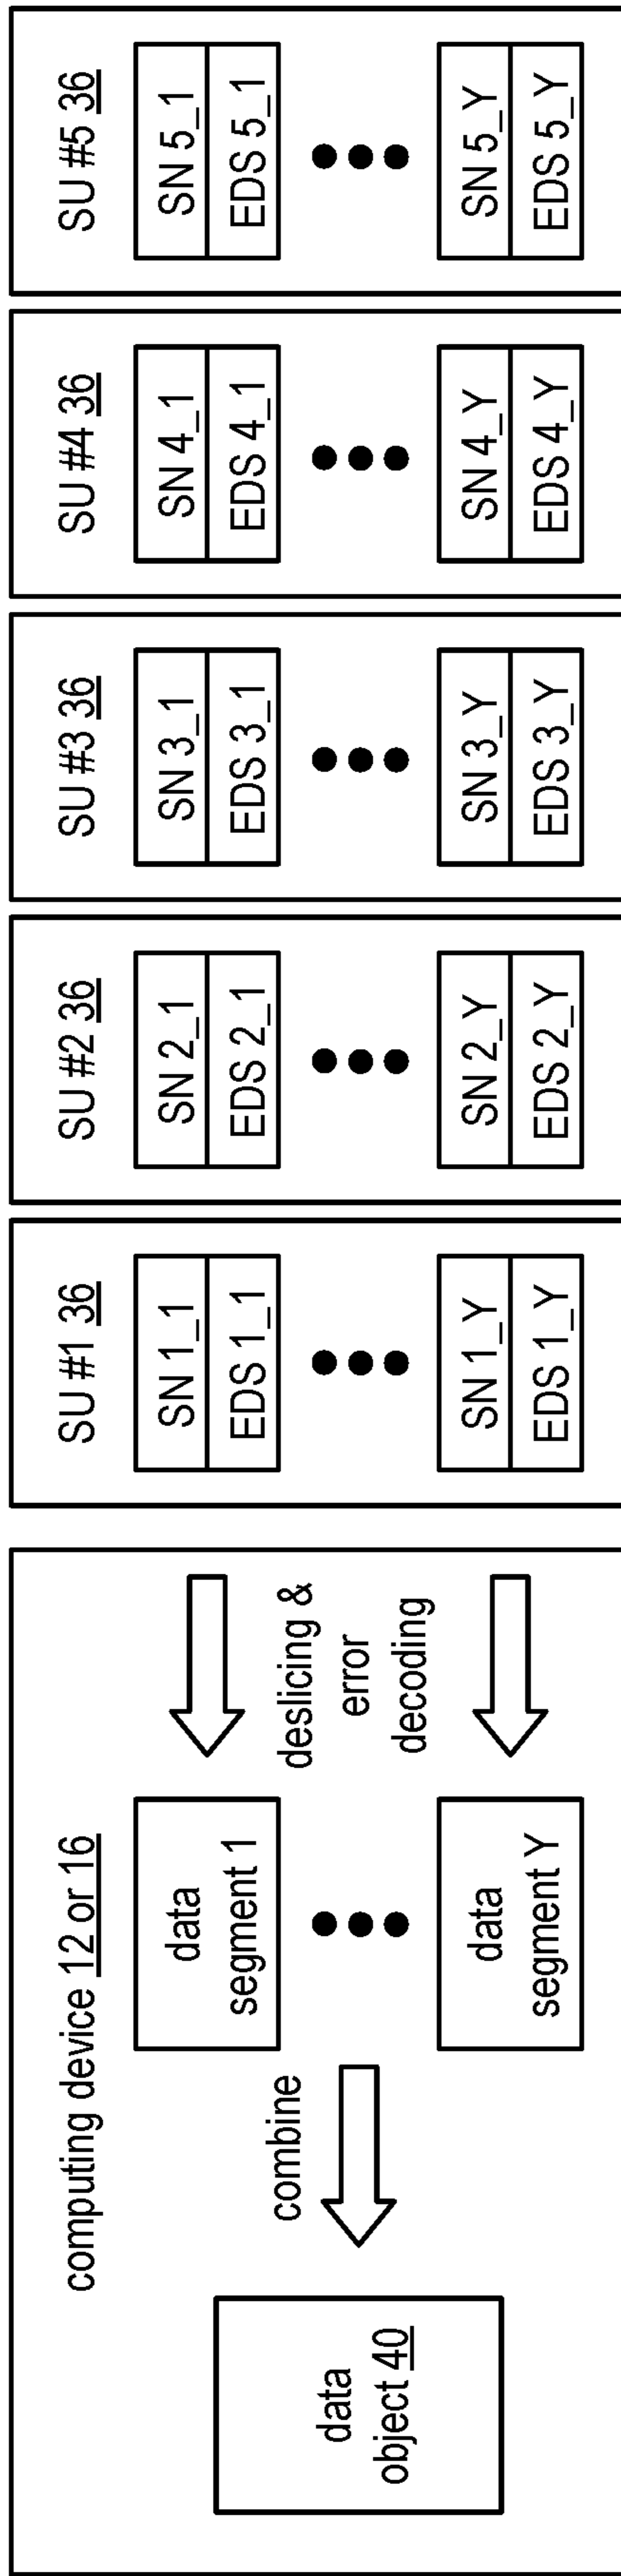 computing device 12 or 16
data
object 40
combine
data
segment 1
data
segment Y
deslicing &
error
decoding
SU #1 36
SN 1_1
EDS 1_1
SN 1_Y
EDS 1_Y
SU #2 36
SN 2_1
EDS 2_1
SN 2_Y
EDS 2_Y
SU #3 36
SN 3_1
EDS 3_1
SN 3_Y
EDS 3_Y
SU #4 36
SN 4_1
EDS 4_1
SN 4_Y
EDS 4_Y
SU #5 36
SN 5_1
EDS 5_1
SN 5_Y
EDS 5_Y